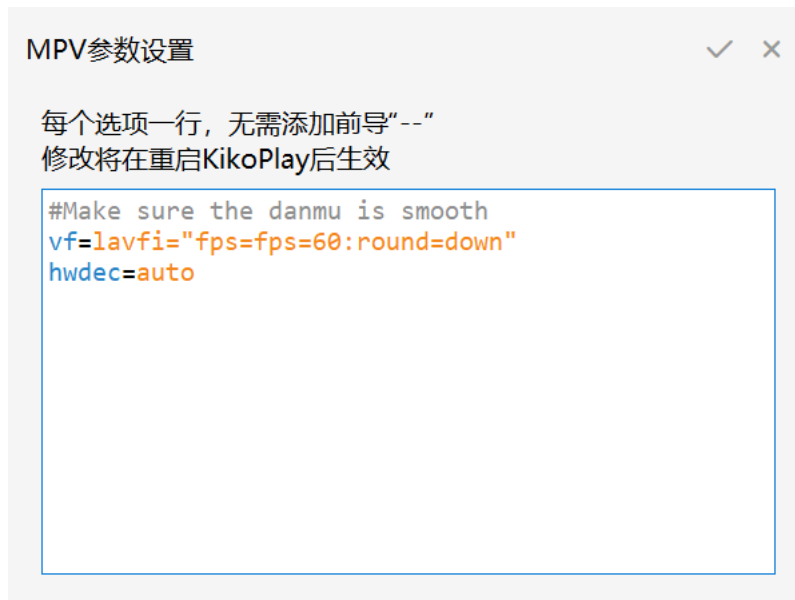 MPV参数设置
每个选项一行，无需添加前导“--”
修改将在重启KikoPlay后生效
#Make sure the danmu is smooth
vf=lavfi="fps=fps=60:round=down"
hwdec=auto